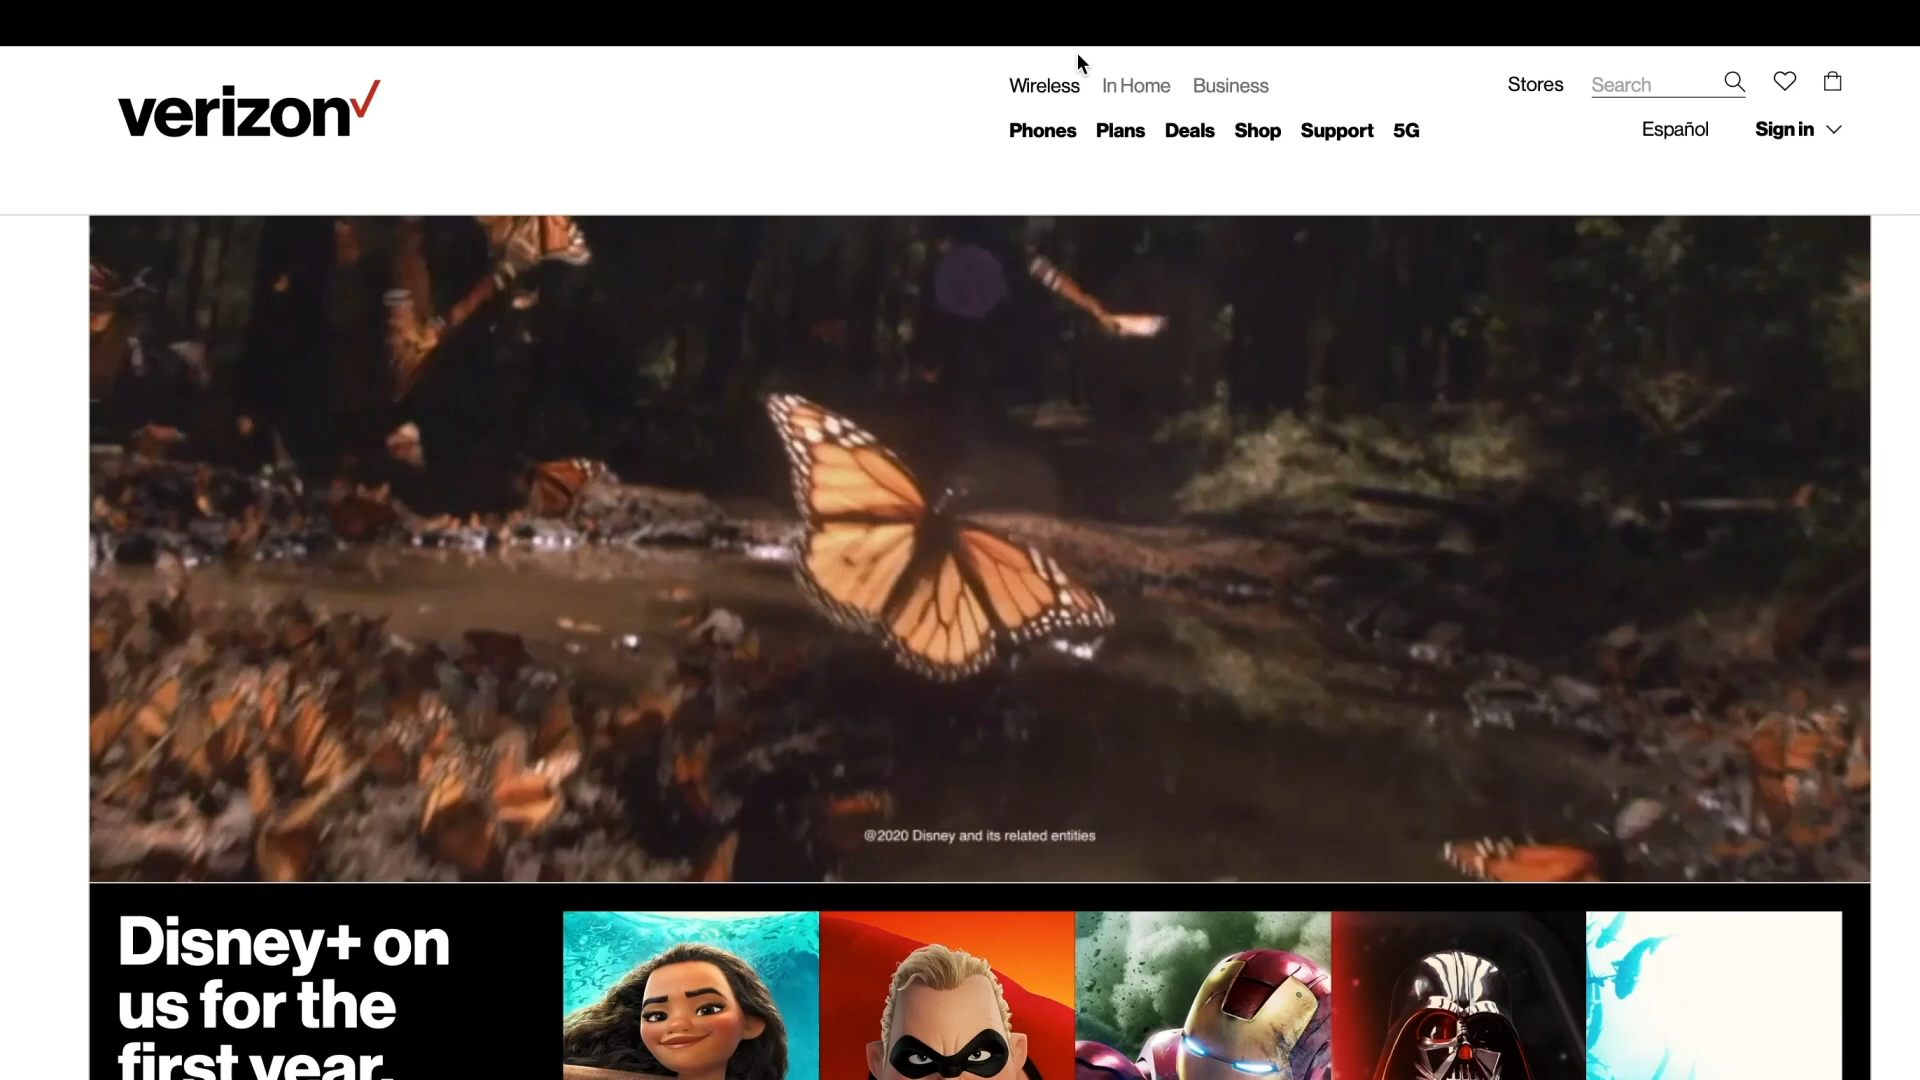 verizon
Wireless In Home Business
Stores Search
Phones Plans Deals Shop Support 5G
Español Sign in
@2020 Disney and its related entities
Disney+ on
us for the
first year.